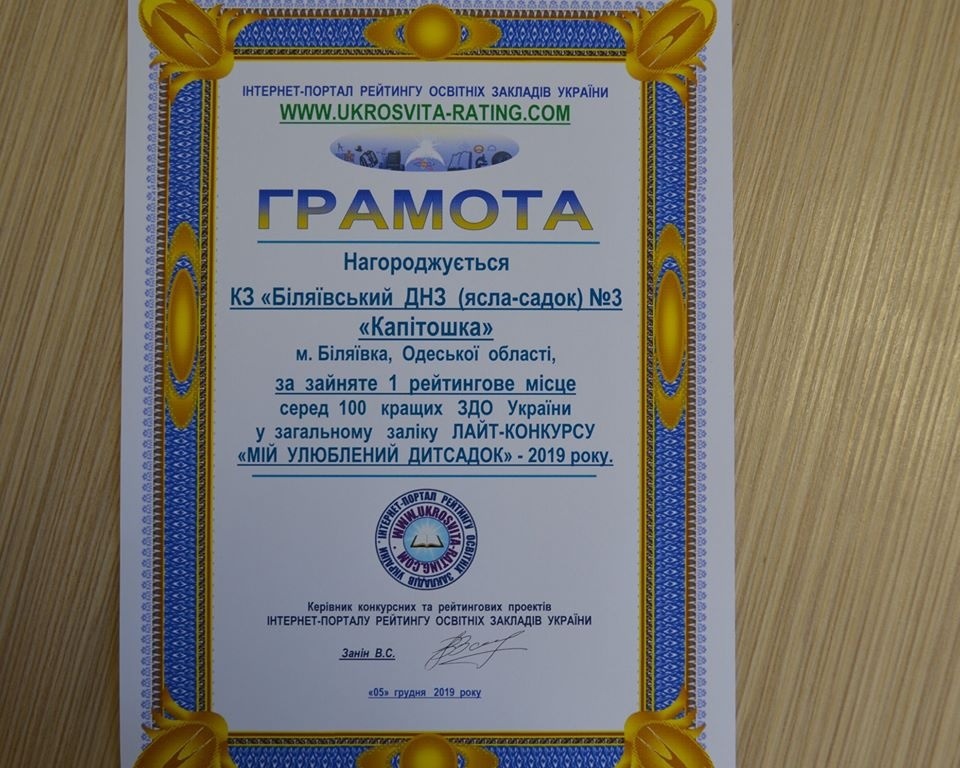 ІНТЕРНЕТ-ПОРТАЛ РЕЙТИНГУ ОСВІТНІХ ЗАКЛАДІВ УКРАЇНИ
WWW.UKROSVITA-RATING.COM
ГРАМОТА
Нагороджується
КЗ «Біляївський ДНЗ (ясла-садок) №3
«Капітошка»
м. Біляївка, Одеської області,
за зайняте 1 рейтингове місце
серед 100 кращих ЗДО України
у загальному заліку ЛАЙТ-КОНКУРСУ
«МІЙ УЛЮБЛЕНИЙ ДИТСАДОК» - 2019 року.
ІНТЕРНЕТ-ПОРТАЛ РЕЙТИНГУ ОСВІТНІХ ЗАКЛАДІВ УКРАЇНИ
WWW.UKROSVITA-RATING.COM
Керівник конкурсних та рейтингових проектів
ІНТЕРНЕТ-ПОРТАЛУ РЕЙТИНГУ ОСВІТНІХ ЗАКЛАДІВ УКРАЇНИ
Занін В.С.
«05» грудня 2019 року